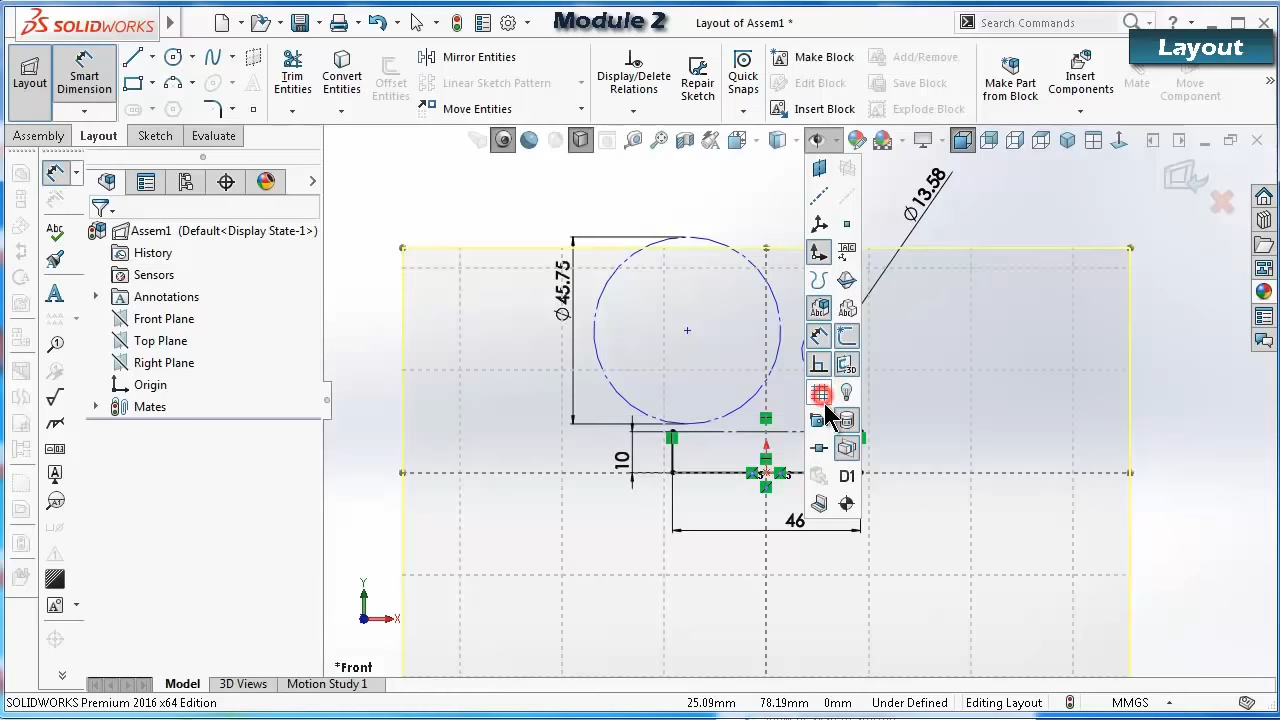 SOLIDWORKS
Module 2
Layout of Assem1 *
Search Commands
Layout
Layout
Smart Dimension
Trim Entities
Convert Entities
Offset Entities
Mirror Entities
Linear Sketch Pattern
Move Entities
Display/Delete Relations
Repair Sketch
Quick Snaps
Make Block
Edit Block
Insert Block
Add/Remove...
Save Block
Explode Block
Make Part from Block
Insert Components
Mate
Move Component
Assembly
Layout
Sketch
Evaluate
Assem1 (Default<Display State-1>)
History
Sensors
Annotations
Front Plane
Top Plane
Right Plane
Origin
Mates
Ø13.58
Ø45.75
10
46
D1
3D
Y
X
*Front
Model
3D Views
Motion Study 1
SOLIDWORKS Premium 2016 x64 Edition
25.09mm
78.19mm
0mm
Under Defined
Editing Layout
MMGS